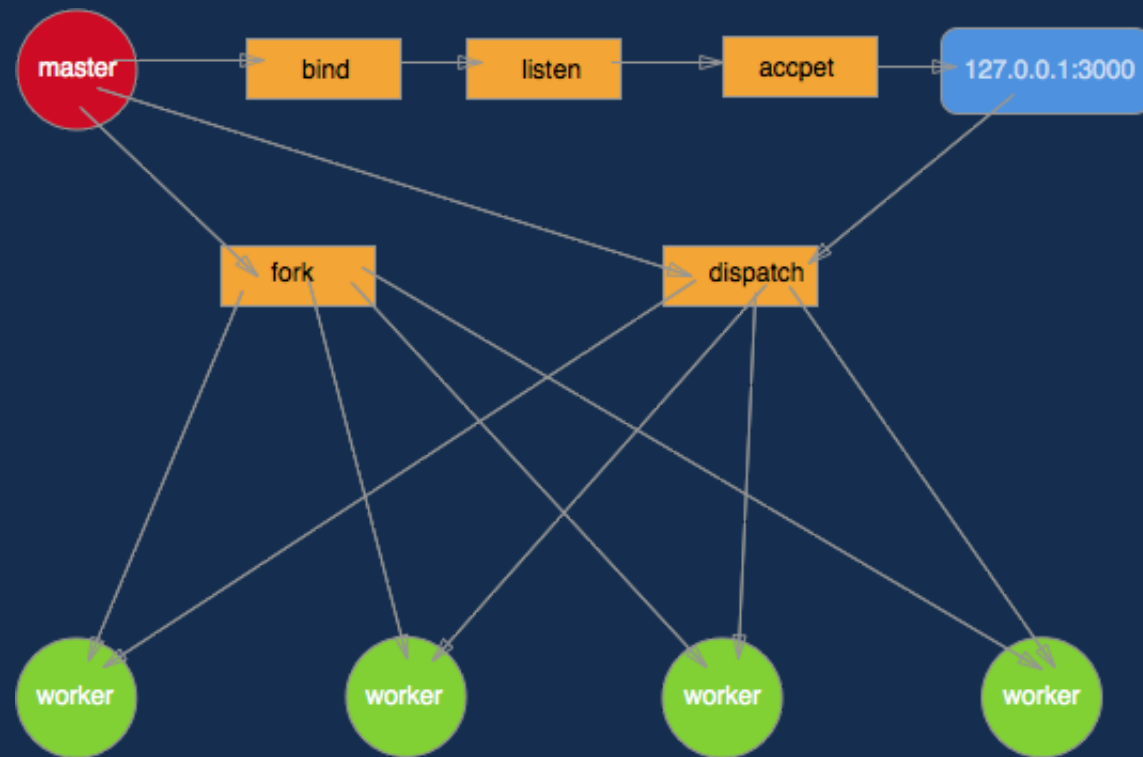 master
bind
listen
accpet
127.0.0.1:3000
fork
dispatch
worker
worker
worker
worker